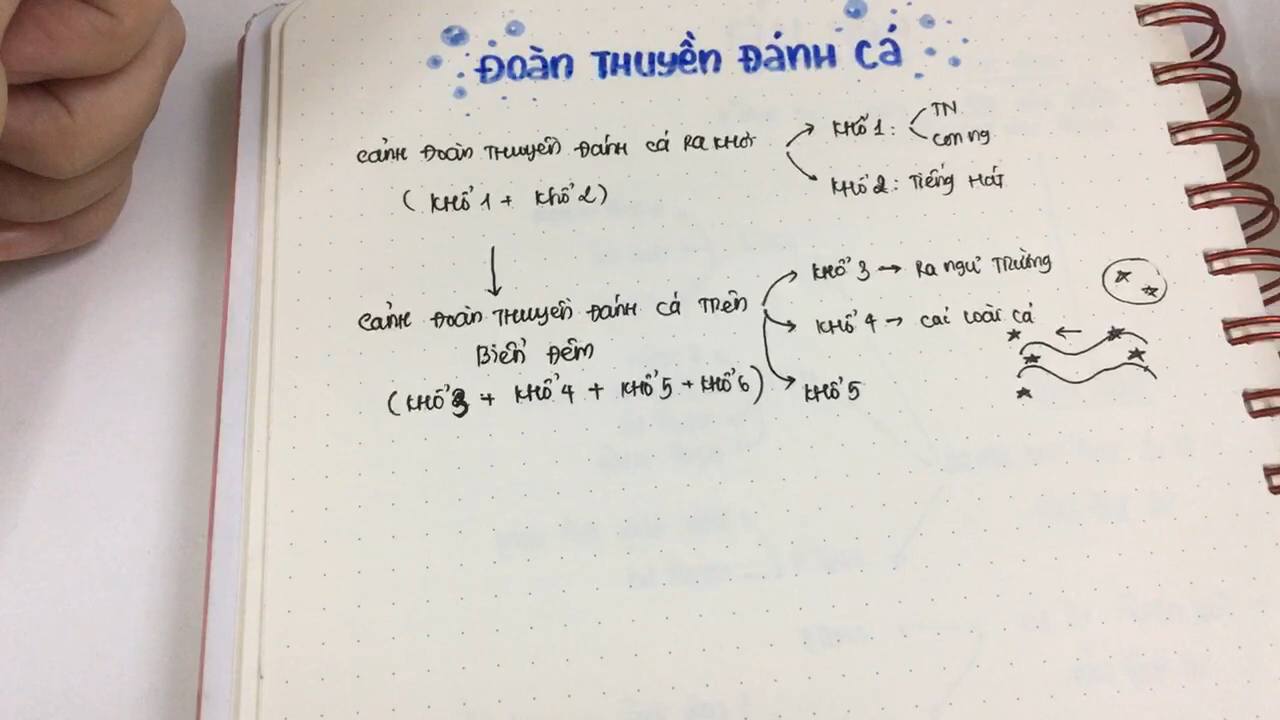 Đoàn Thuyền Đánh Cá
Cảnh Đoàn Thuyền Đánh cá Ra Khơi
Khổ 1: TN
Con ng
(Khổ 1 + Khổ 2)
Khổ 2: Tiếng Hát
Cảnh Đoàn Thuyền Đánh cá Trên
Biển Đêm
(Khổ 3 + Khổ 4 + Khổ 5 + Khổ 6)
Khổ 3 → Ra ngư Trường
Khổ 4 → Các loài cá
Khổ 5